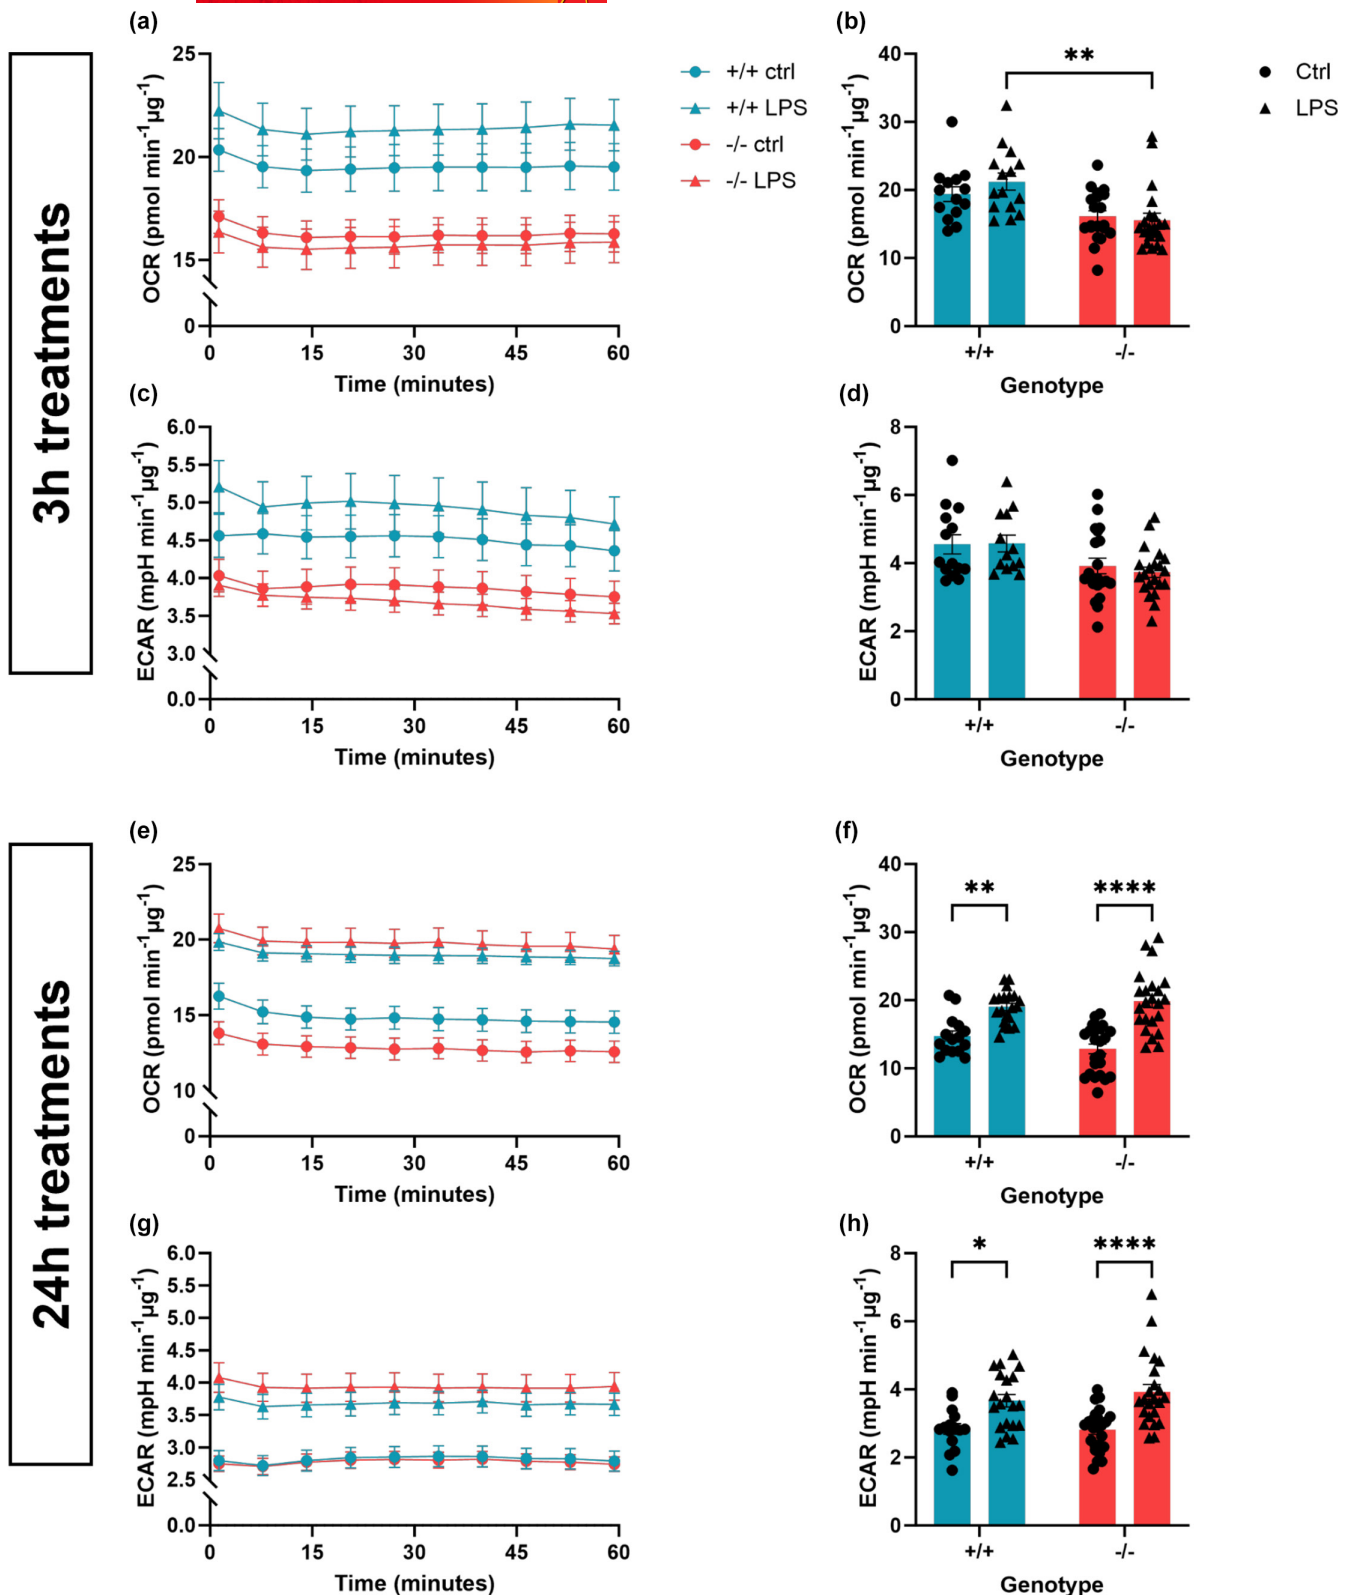 3h treatments
(a)
25
20
15
0
OCR (pmol min⁻¹µg⁻¹)
0 15 30 45 60
Time (minutes)
+/+ ctrl
+/+ LPS
-/- ctrl
-/- LPS
(b)
40
30
20
10
0
OCR (pmol min⁻¹µg⁻¹)
**
+/+ -/-
Genotype
Ctrl
LPS
(c)
6.0
5.5
5.0
4.5
4.0
3.5
3.0
0.0
ECAR (mpH min⁻¹µg⁻¹)
0 15 30 45 60
Time (minutes)
(d)
8
6
4
2
0
ECAR (mpH min⁻¹µg⁻¹)
+/+ -/-
Genotype
24h treatments
(e)
25
20
15
10
0
OCR (pmol min⁻¹µg⁻¹)
0 15 30 45 60
Time (minutes)
(f)
40
30
20
10
0
OCR (pmol min⁻¹µg⁻¹)
** ****
+/+ -/-
Genotype
(g)
6.0
5.5
5.0
4.5
4.0
3.5
3.0
2.5
0.0
ECAR (mpH min⁻¹µg⁻¹)
0 15 30 45 60
Time (minutes)
(h)
8
6
4
2
0
ECAR (mpH min⁻¹µg⁻¹)
* ****
+/+ -/-
Genotype